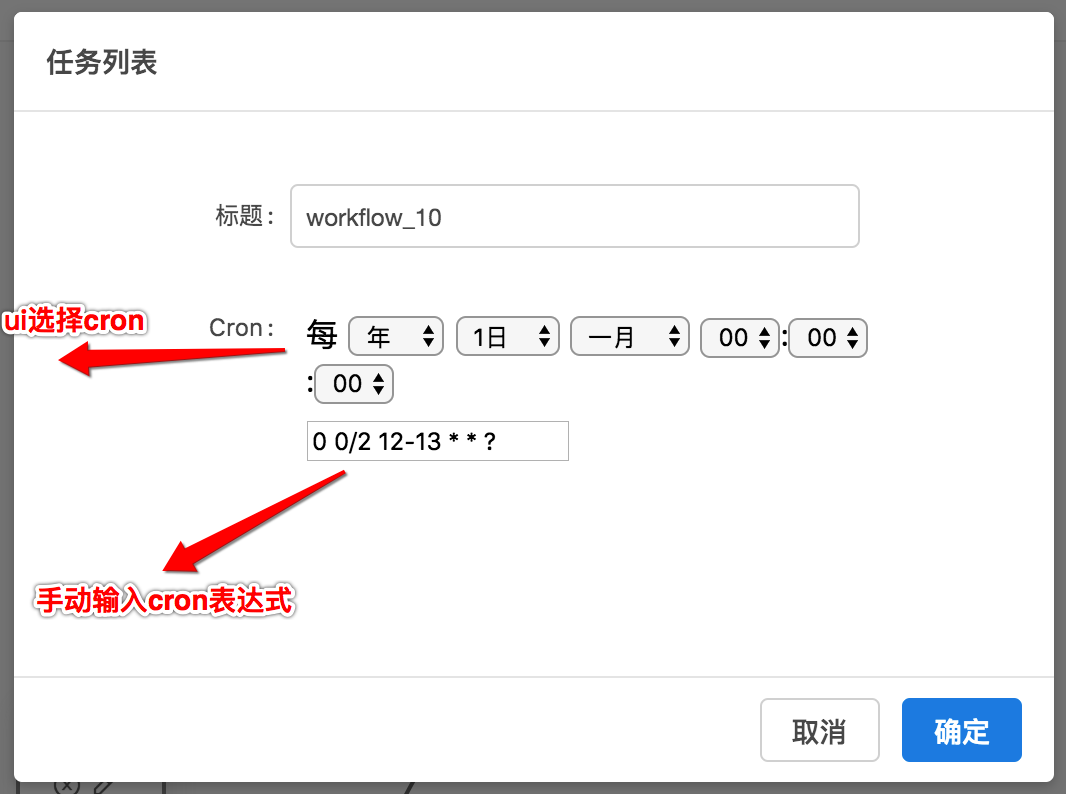 任务列表
标题: workflow_10
ui选择cron
Cron: 每 年 1日 一月 00:00
:00
0 0/2 12-13 * * ?
手动输入cron表达式
取消 确定